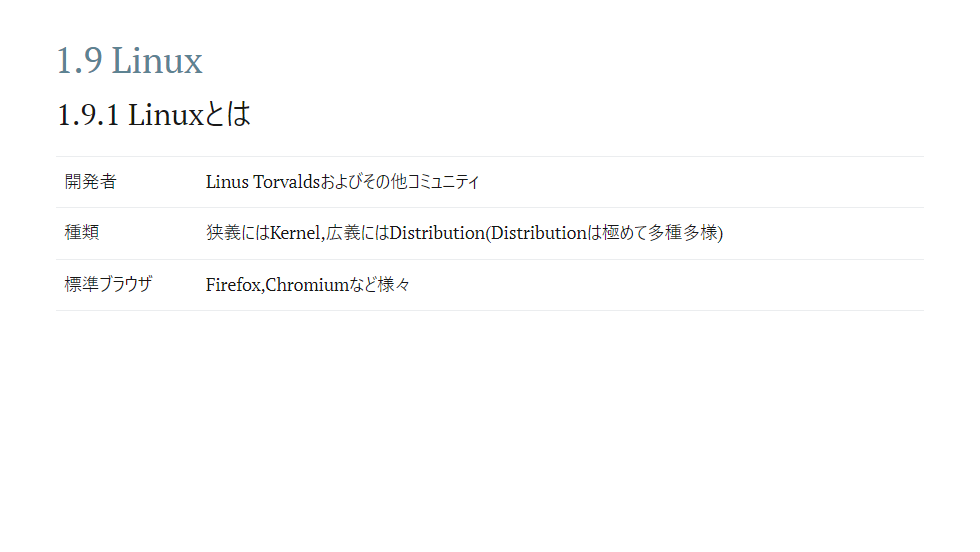 1.9 Linux
1.9.1 Linuxとは
開発者 Linus Torvaldsおよびその他コミュニティ
種類 狭義にはKernel,広義にはDistribution(Distributionは極めて多種多様)
標準ブラウザ Firefox,Chromiumなど様々